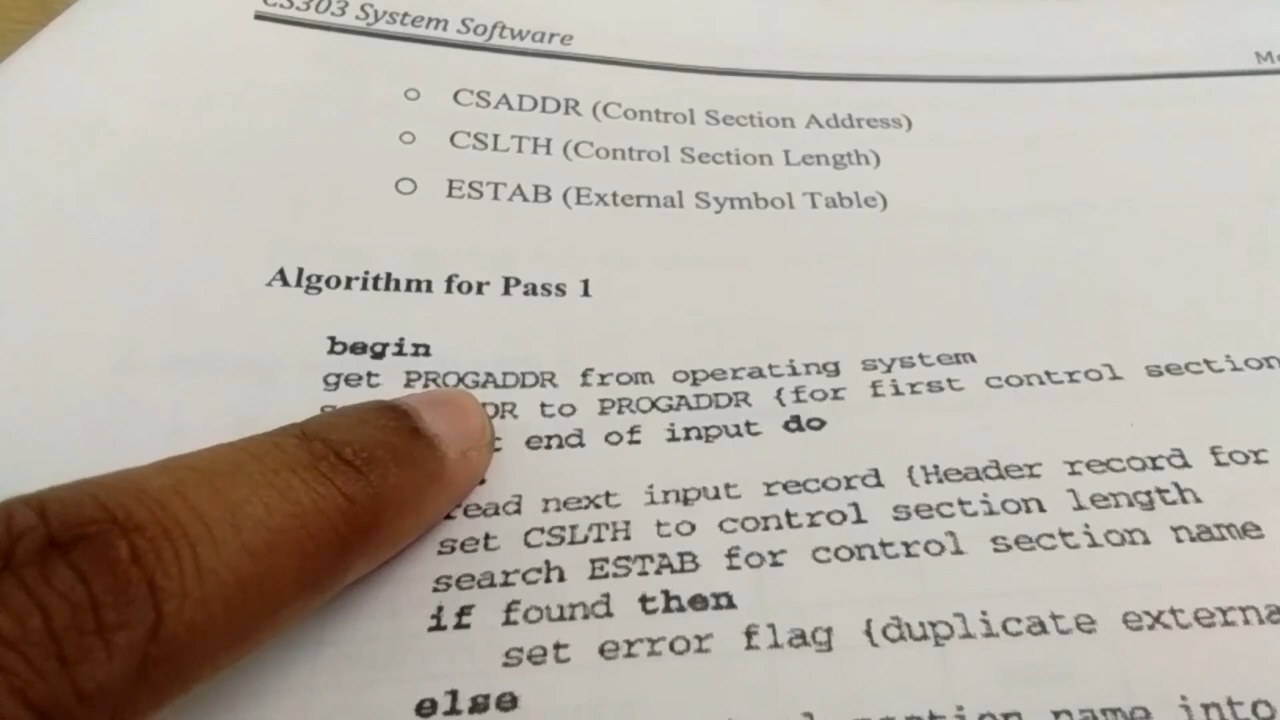 CS303 System Software
○ CSADDR (Control Section Address)
○ CSLTH (Control Section Length)
○ ESTAB (External Symbol Table)
Algorithm for Pass 1
begin
get PROGADDR from operating system
to PROGADDR {for first control section
end of input do
read next input record {Header record for
set CSLTH to control section length
search ESTAB for control section name
if found then
set error flag {duplicate
else
name into